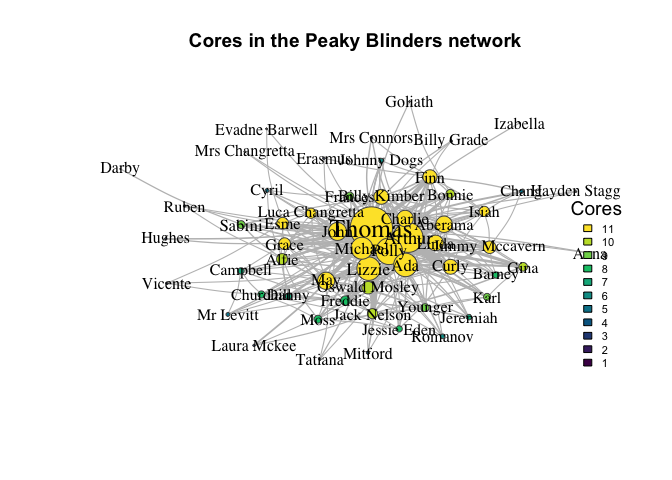 Cores in the Peaky Blinders network
Goliath
Izabella
Evadne Barwell
Mrs Connors
Billy Grade
Mrs Changretta
Erasmus
Johnny Dogs
Darby
Finn
Cyril
Frances
Billy Kimber
Bonnie
Chang
Hayden Stagg
Ruben
Luca Changretta
Charlie
Isiah
Cores
Sabini
Esme
Aberama
John
Thomas
Hughes
Arthur
Linda
Grace
Michael
Polly
Jimmy Mccavern
Anna
Alfie
Lizzie
Ada
Curly
Gina
Campbell
Barney
Vicente
May
Oswald Mosley
Churchill
Danny
Freddie
Karl
Younger
Mr Levitt
Moss
Jack Nelson
Jeremiah
Jessie Eden
Romanov
Laura Mckee
Mitford
Tatiana
11
10
9
8
7
6
5
4
3
2
1